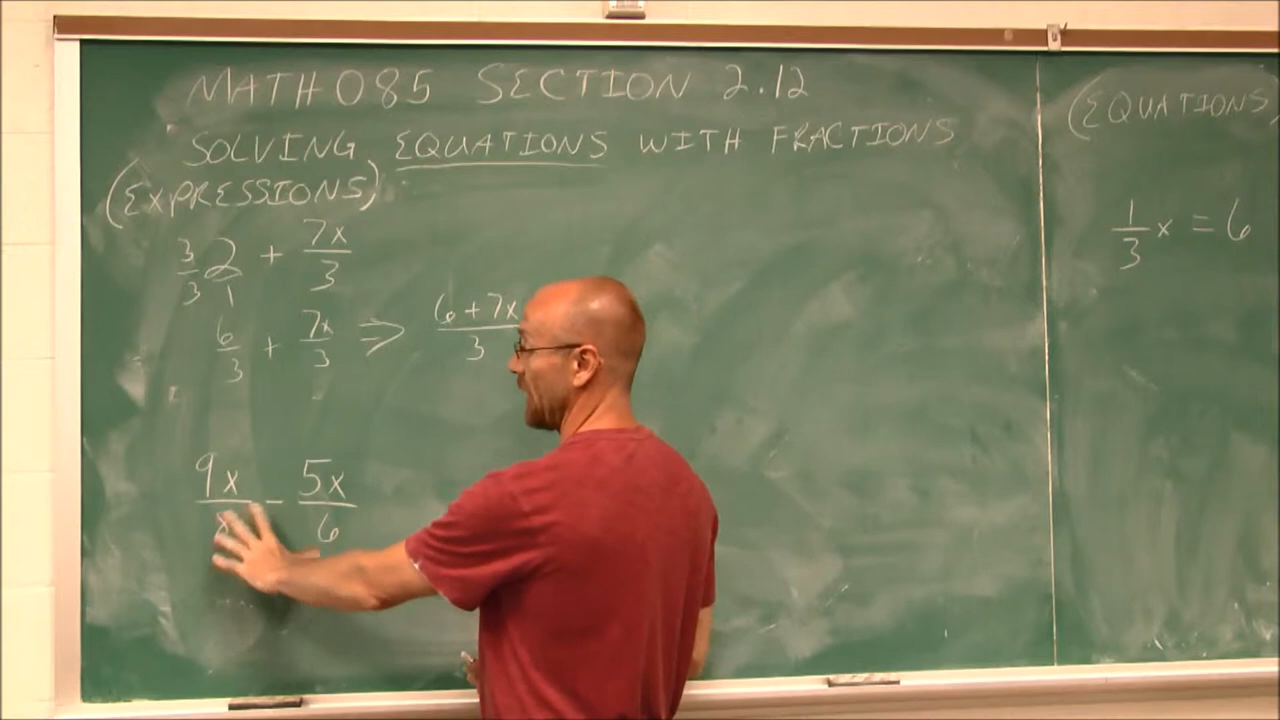 MATH 085 SECTION 2.12
SOLVING EQUATIONS WITH FRACTIONS
(EXPRESSIONS)
3/3 2/1 + 7x/3
6/3 + 7x/3 ⇒ (6 + 7x)/3
9x/ - 5x/6
(EQUATIONS)
1/3 x = 6